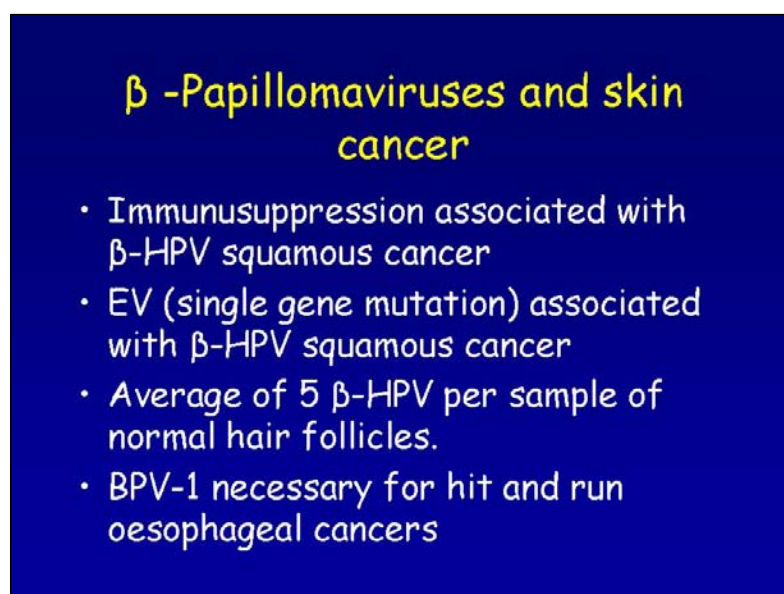 β -Papillomaviruses and skin
cancer
• Immunusuppression associated with
β-HPV squamous cancer
• EV (single gene mutation) associated
with β-HPV squamous cancer
• Average of 5 β-HPV per sample of
normal hair follicles.
• BPV-1 necessary for hit and run
oesophageal cancers